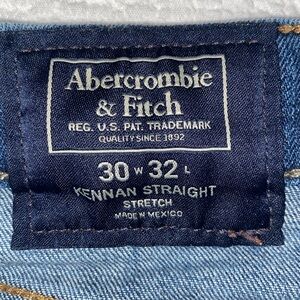 Abercrombie
& Fitch
REG. U.S. PAT. TRADEMARK
QUALITY SINCE 1892
30 W 32 L
KENNAN STRAIGHT
STRETCH
MADE IN MEXICO